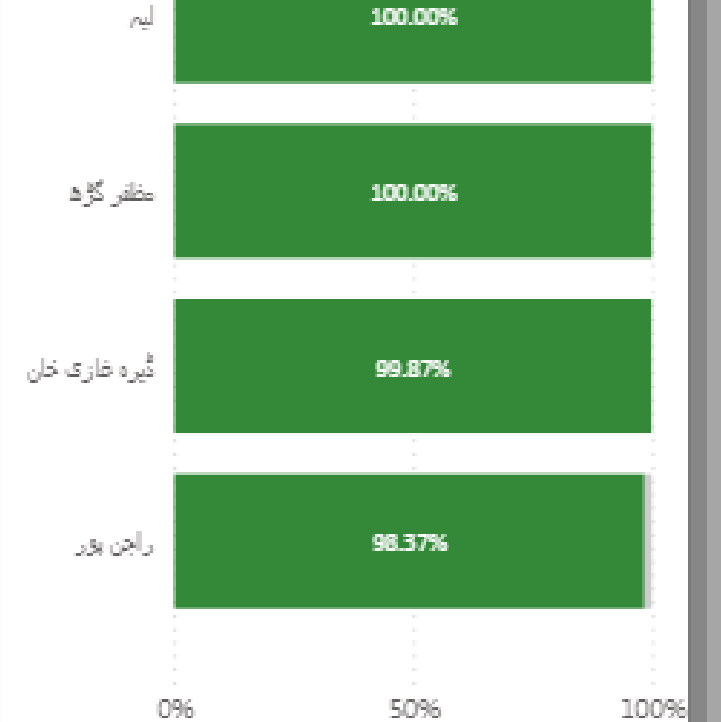 لیہ 100.00%
مظفر گڑھ 100.00%
ڈیرہ غازی خان 99.87%
راجن پور 98.37%
0% 50% 100%